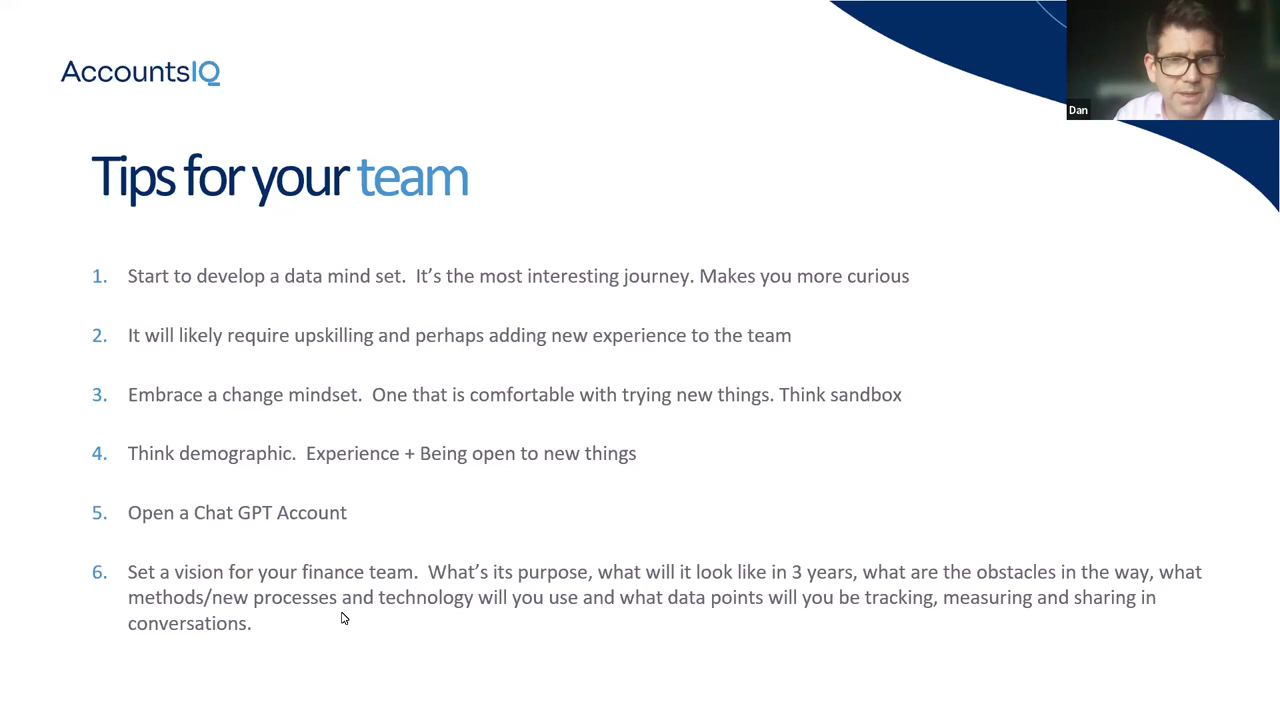 AccountsIQ
Dan
Tips for your team
1. Start to develop a data mind set.  It’s the most interesting journey. Makes you more curious
2. It will likely require upskilling and perhaps adding new experience to the team
3. Embrace a change mindset.  One that is comfortable with trying new things. Think sandbox
4. Think demographic.  Experience + Being open to new things
5. Open a Chat GPT Account
6. Set a vision for your finance team.  What’s its purpose, what will it look like in 3 years, what are the obstacles in the way, what
methods/new processes and technology will you use and what data points will you be tracking, measuring and sharing in
conversations.